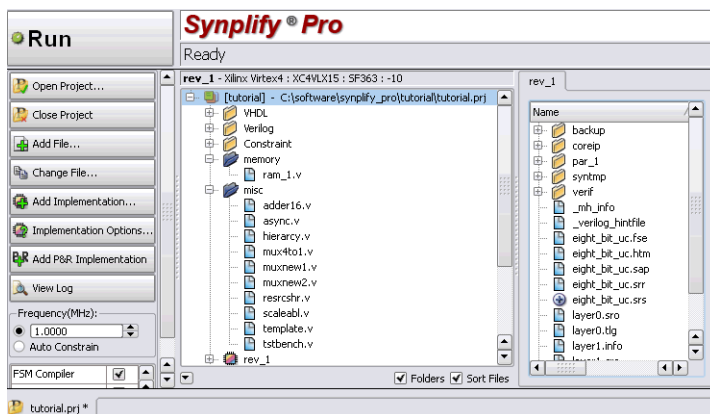 Run
Synplify ® Pro
Ready
Open Project...
Close Project
Add File...
Change File...
Add Implementation...
Implementation Options...
P&R Add P&R Implementation
View Log
Frequency(MHz):
1.0000
Auto Constrain
FSM Compiler
rev_1 - Xilinx Virtex4 : XC4VLX15 : SF363 : -10
[tutorial] - C:\software\synplify_pro\tutorial\tutorial.prj
VHDL
Verilog
Constraint
memory
ram_1.v
misc
adder16.v
async.v
hierarcy.v
mux4to1.v
muxnew1.v
muxnew2.v
resrcshr.v
scaleabl.v
template.v
tstbench.v
rev_1
Folders
Sort Files
rev_1
Name
backup
coreip
par_1
syntmp
verif
_mh_info
_verilog_hintfile
eight_bit_uc.fse
eight_bit_uc.htm
eight_bit_uc.sap
eight_bit_uc.srr
eight_bit_uc.srs
layer0.sro
layer0.tlg
layer1.info
tutorial.prj *